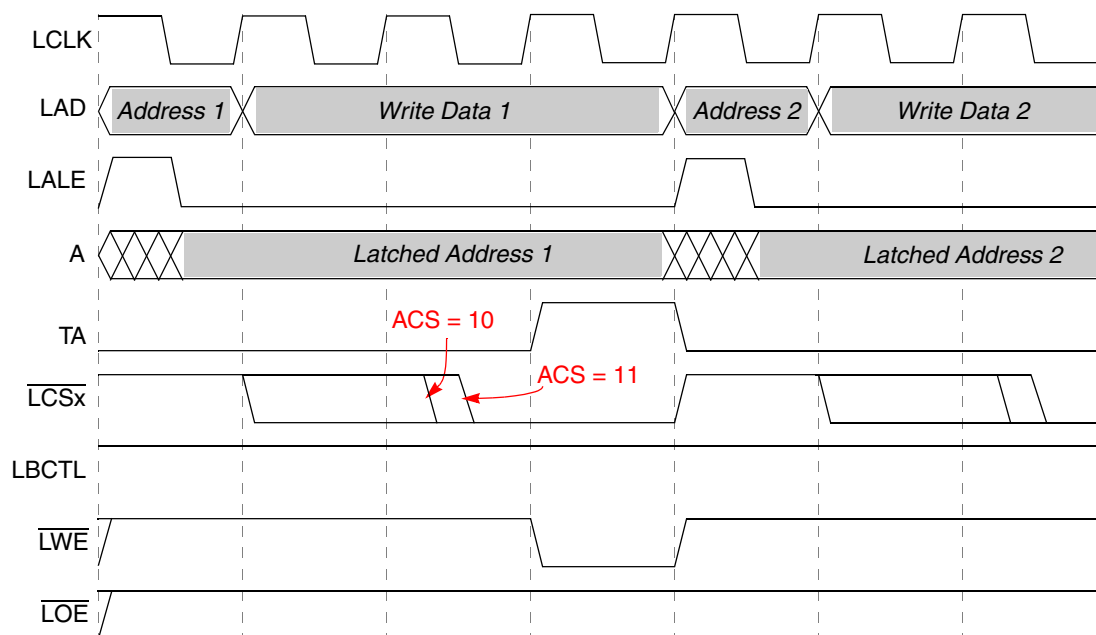 LCLK
LAD Address 1 Write Data 1 Address 2 Write Data 2
LALE
A Latched Address 1 Latched Address 2
TA ACS = 10
LCSx ACS = 11
LBCTL
LWE
LOE